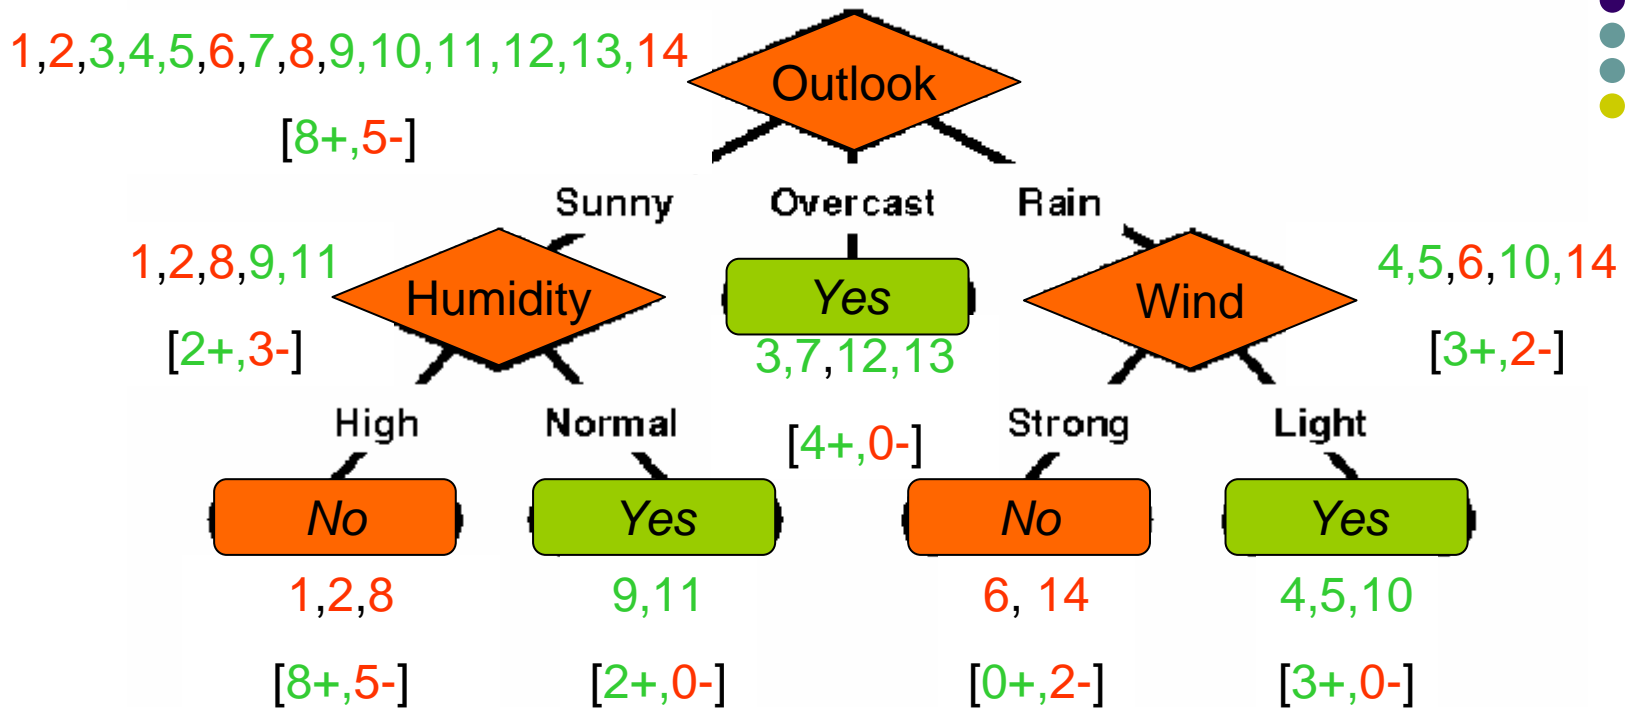 1,2,3,4,5,6,7,8,9,10,11,12,13,14
Outlook
[8+,5-]
Sunny
Overcast
Rain
1,2,8,9,11
Humidity
Yes
Wind
4,5,6,10,14
[2+,3-]
3,7,12,13
[3+,2-]
High
Normal
[4+,0-]
Strong
Light
No
Yes
No
Yes
1,2,8
9,11
6, 14
4,5,10
[8+,5-]
[2+,0-]
[0+,2-]
[3+,0-]